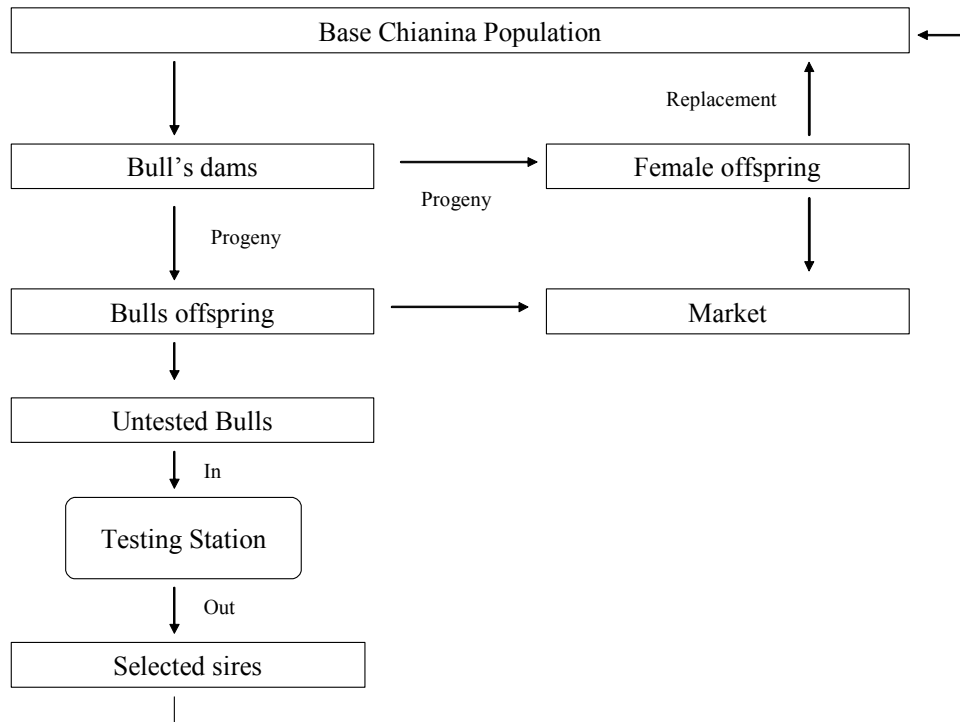 Base Chianina Population
Replacement
Bull’s dams
Female offspring
Progeny
Progeny
Bulls offspring
Market
Untested Bulls
In
Testing Station
Out
Selected sires